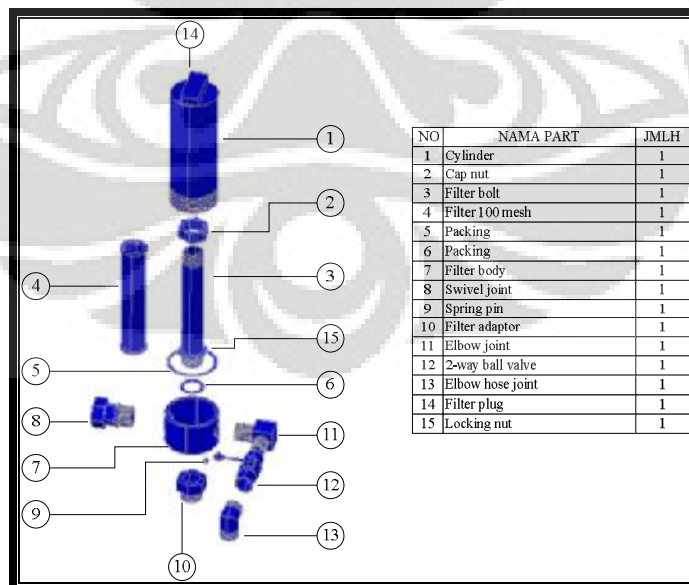 14
1
2
3
4
15
5
6
8
11
7
12
9
13
10
NO NAMA PART JMLH
1 Cylinder 1
2 Cap nut 1
3 Filter bolt 1
4 Filter 100 mesh 1
5 Packing 1
6 Packing 1
7 Filter body 1
8 Swivel joint 1
9 Spring pin 1
10 Filter adaptor 1
11 Elbow joint 1
12 2-way ball valve 1
13 Elbow hose joint 1
14 Filter plug 1
15 Locking nut 1